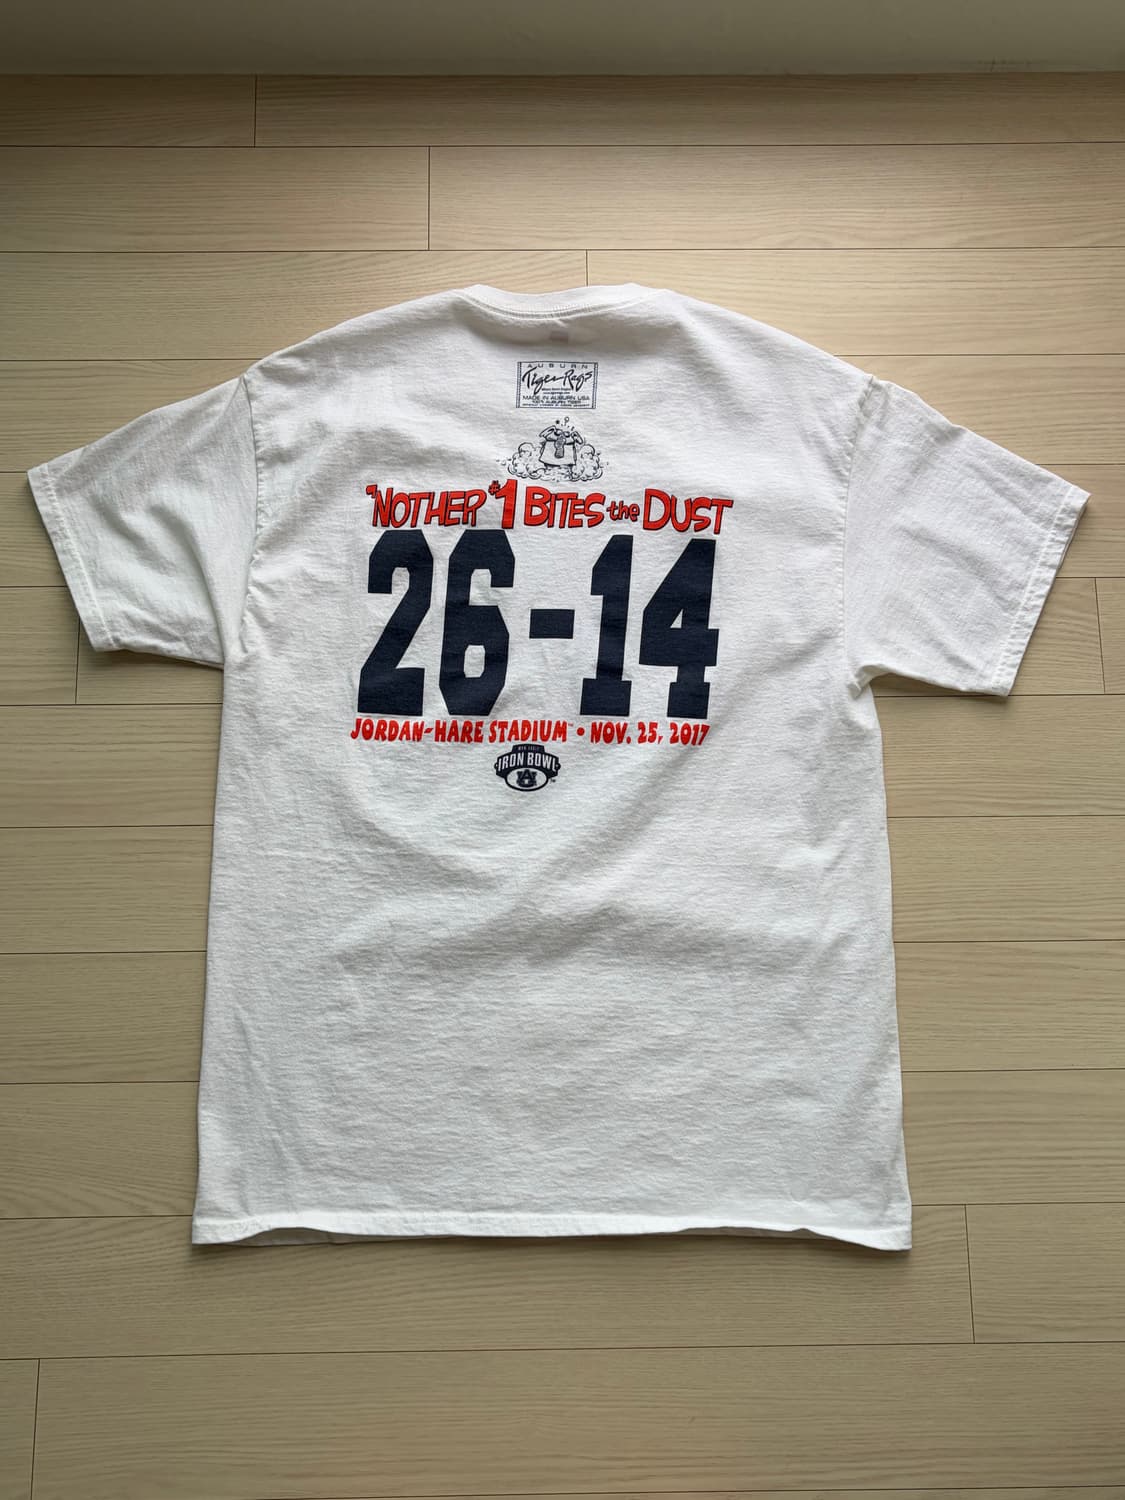 AUBURN
Tiger Rags
MADE IN AUBURN USA
'NOTHER #1 BITES the DUST
26-14
JORDAN-HARE STADIUM™ • NOV. 25, 2017
IRON BOWL
AU